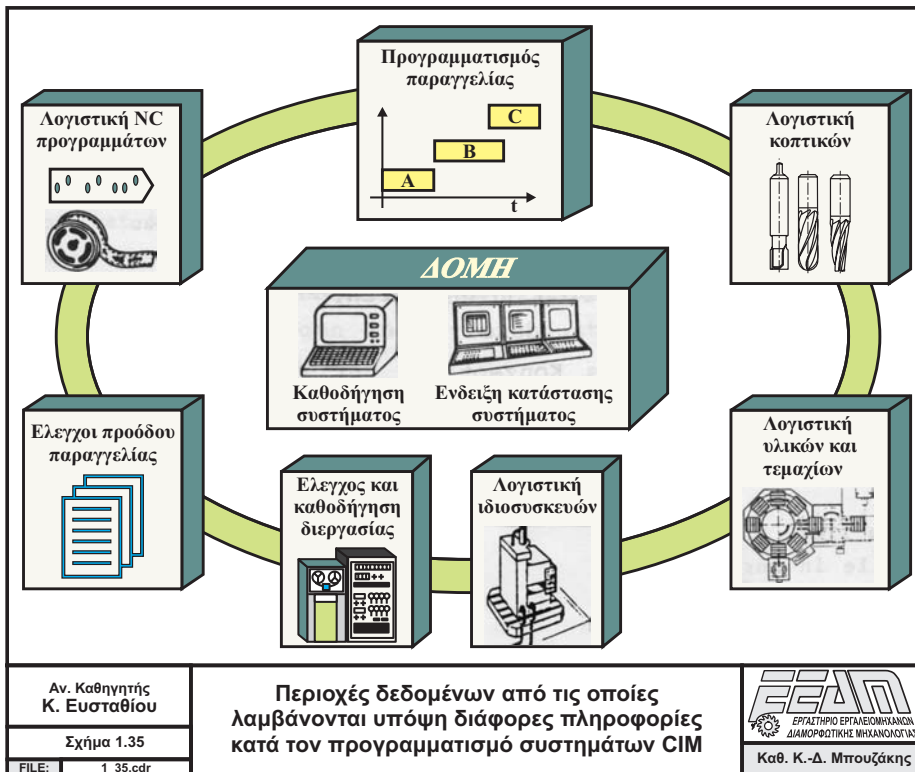 Προγραμματισμός
παραγγελίας
C
B
A
t
Λογιστική NC
προγραμμάτων
Λογιστική
κοπτικών
ΔΟΜΗ
Καθοδήγηση
συστήματος
Ενδειξη κατάστασης
συστήματος
Ελεγχοι προόδου
παραγγελίας
Ελεγχος και
καθοδήγηση
διεργασίας
Λογιστική
ιδιοσυσκευών
Λογιστική
υλικών και
τεμαχίων
Αν. Καθηγητής
Κ. Ευσταθίου
Σχήμα 1.35
FILE: 1_35.cdr
Περιοχές δεδομένων από τις οποίες
λαμβάνονται υπόψη διάφορες πληροφορίες
κατά τον προγραμματισμό συστημάτων CIM
ΕΕΔΜ
ΕΡΓΑΣΤΗΡΙΟ ΕΡΓΑΛΕΙΟΜΗΧΑΝΩΝ
ΔΙΑΜΟΡΦΩΤΙΚΗΣ ΜΗΧΑΝΟΛΟΓΙΑΣ
Καθ. Κ.-Δ. Μπουζάκης